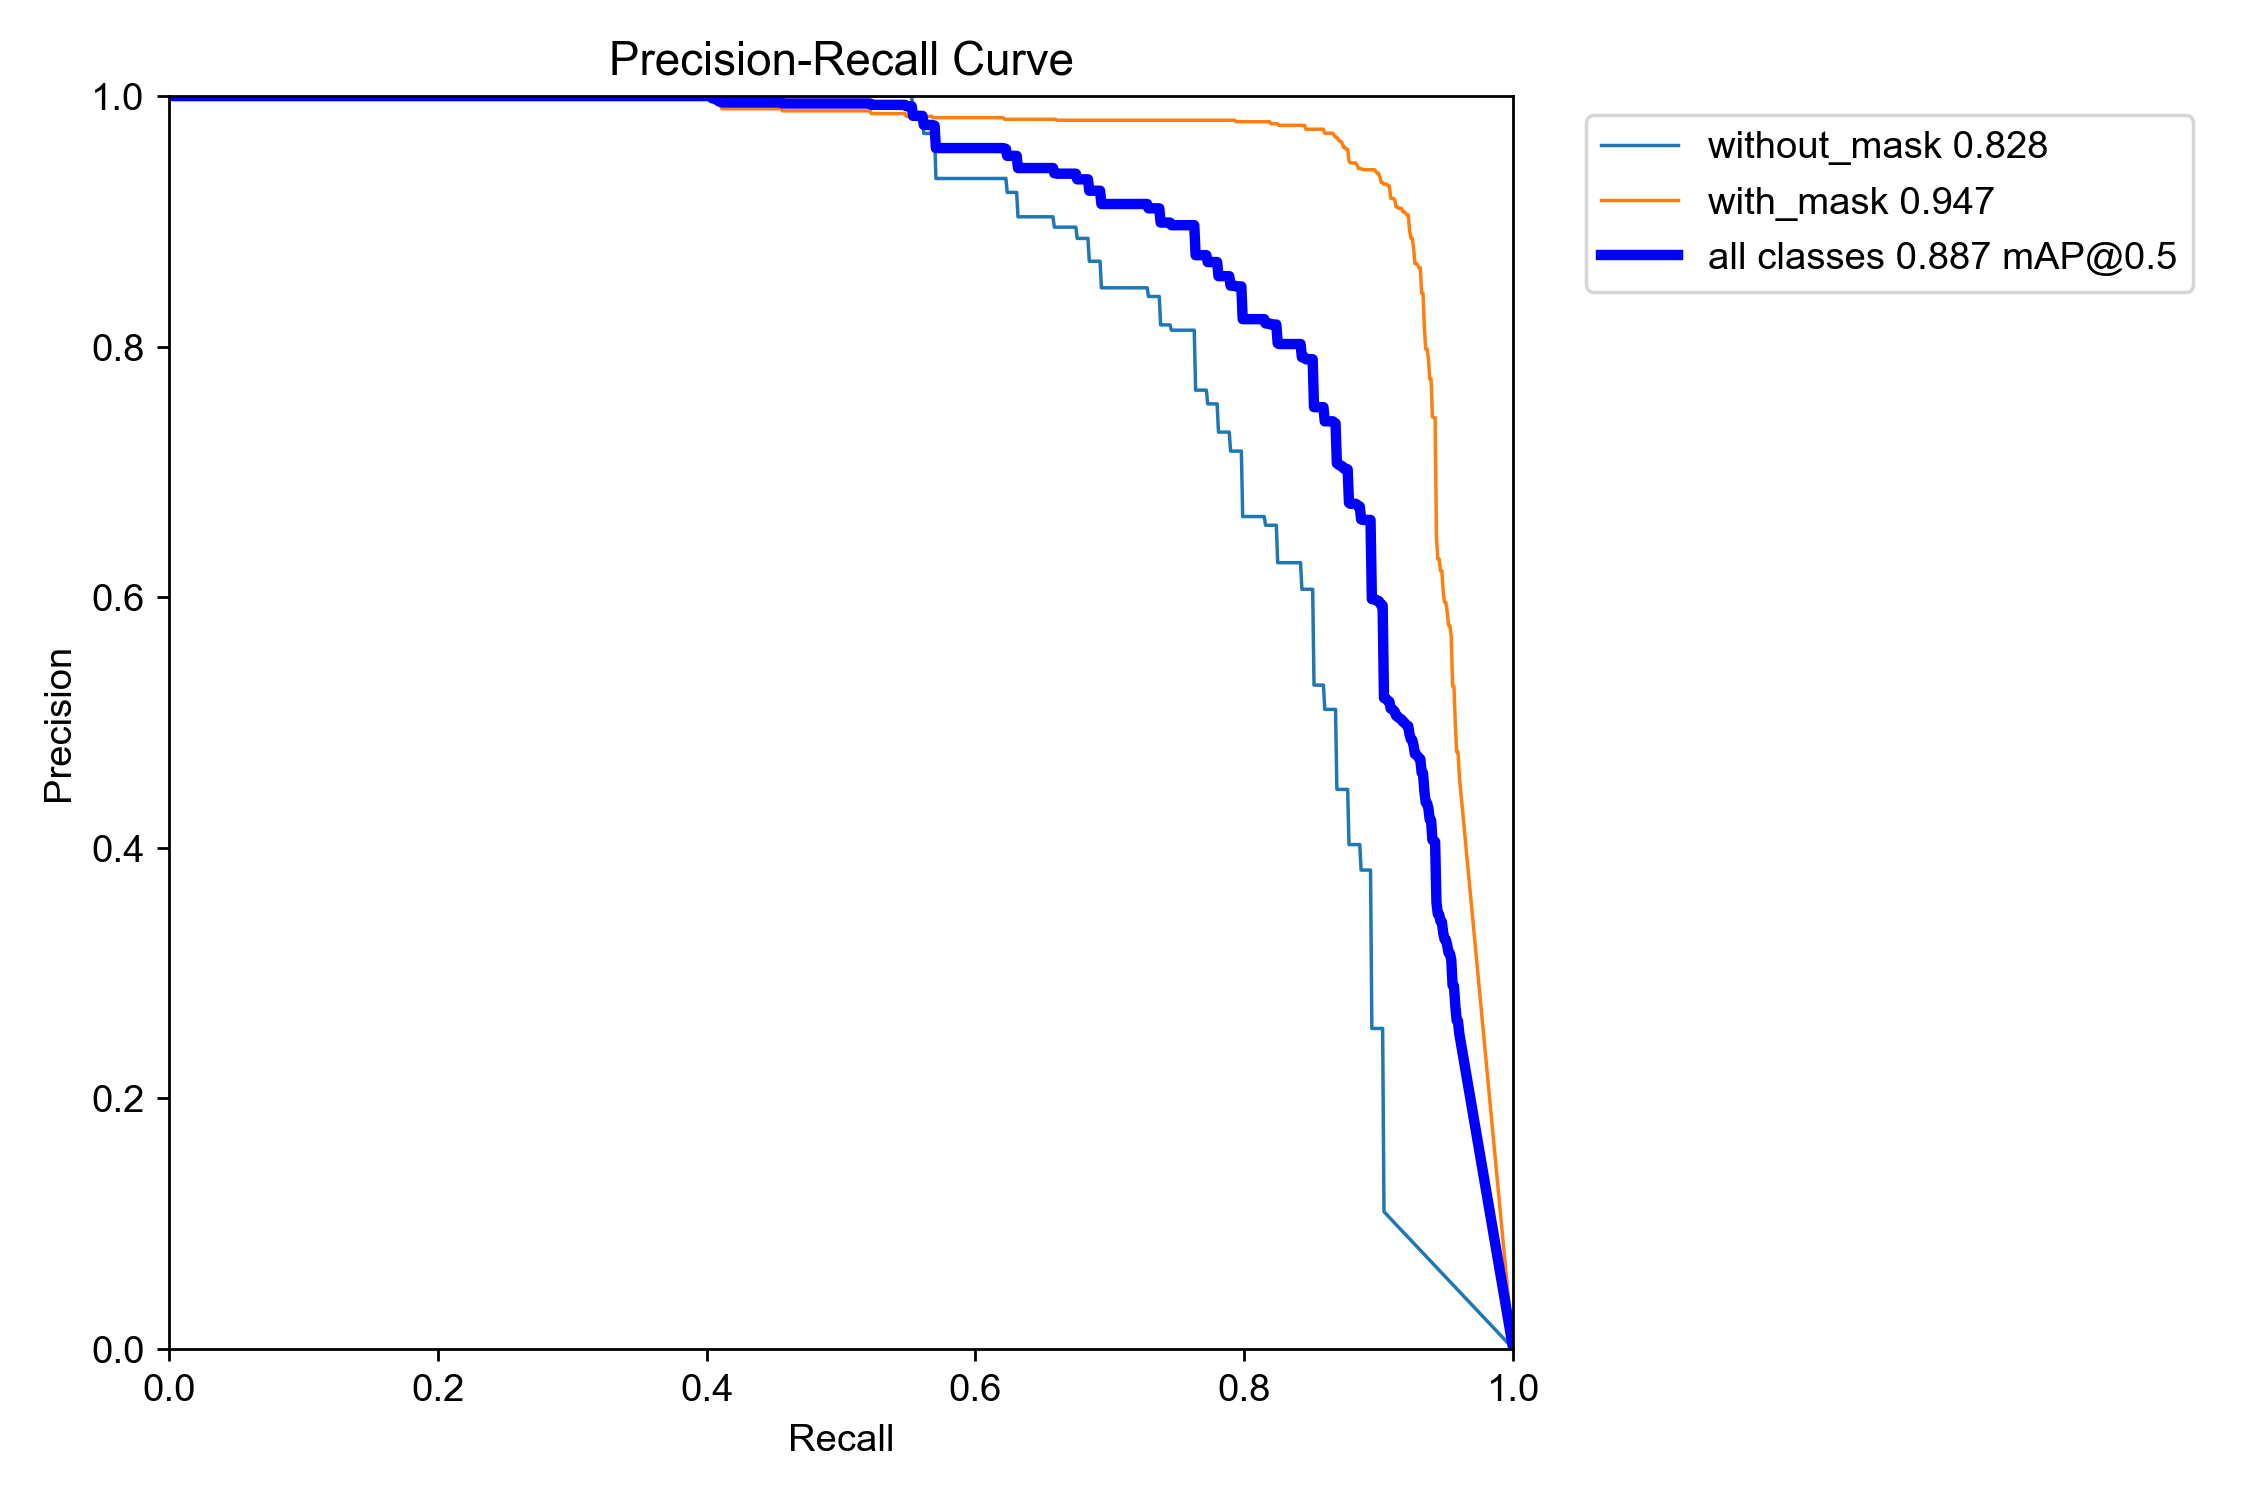 Precision-Recall Curve
1.0
0.8
0.6
0.4
0.2
0.0
Precision
0.0 0.2 0.4 0.6 0.8 1.0
Recall
without_mask 0.828
with_mask 0.947
all classes 0.887 mAP@0.5